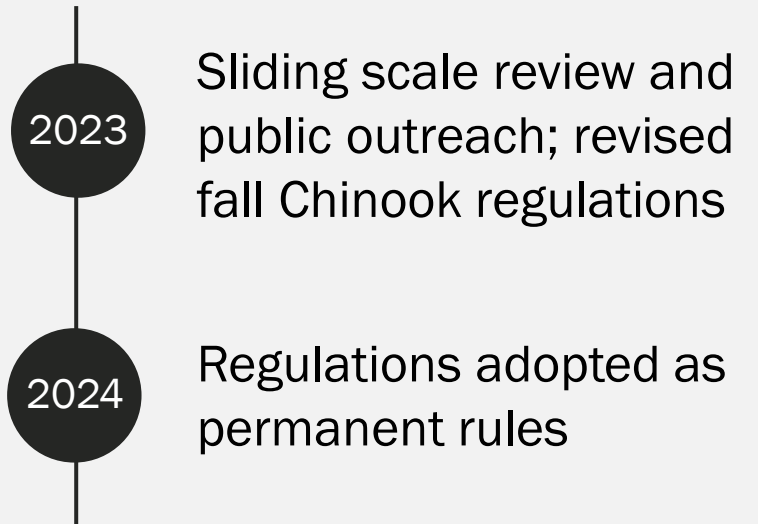 2023
Sliding scale review and
public outreach; revised
fall Chinook regulations
2024
Regulations adopted as
permanent rules